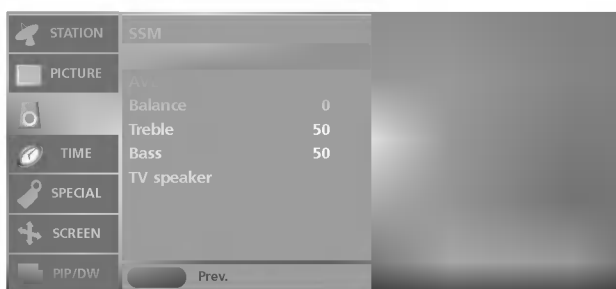 STATION
PICTURE
TIME
SPECIAL
SCREEN
PIP/DW
SSM
Balance 0
Treble 50
Bass 50
TV speaker
Prev.